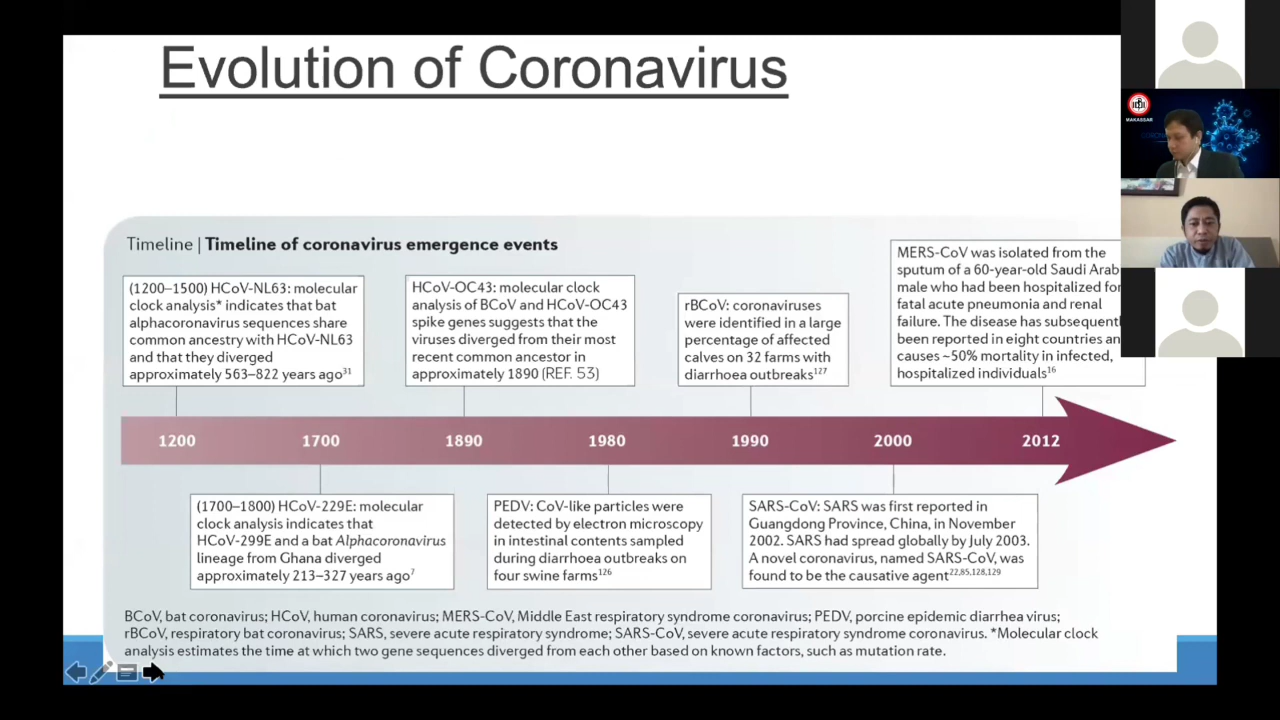 Evolution of Coronavirus
MAKASSAR
Timeline | Timeline of coronavirus emergence events
(1200–1500) HCoV-NL63: molecular
clock analysis* indicates that bat
alphacoronavirus sequences share
common ancestry with HCoV-NL63
and that they diverged
approximately 563–822 years ago31
HCoV-OC43: molecular clock
analysis of BCoV and HCoV-OC43
spike genes suggests that the
viruses diverged from their most
recent common ancestor in
approximately 1890 (REF. 53)
rBCoV: coronaviruses
were identified in a large
percentage of affected
calves on 32 farms with
diarrhoea outbreaks127
MERS-CoV was isolated from the
sputum of a 60-year-old Saudi Arab
male who had been hospitalized for
fatal acute pneumonia and renal
failure. The disease has subsequent
been reported in eight countries an
causes ~50% mortality in infected,
hospitalized individuals16
1200 1700 1890 1980 1990 2000 2012
(1700–1800) HCoV-229E: molecular
clock analysis indicates that
HCoV-299E and a bat Alphacoronavirus
lineage from Ghana diverged
approximately 213–327 years ago7
PEDV: CoV-like particles were
detected by electron microscopy
in intestinal contents sampled
during diarrhoea outbreaks on
four swine farms126
SARS-CoV: SARS was first reported in
Guangdong Province, China, in November
2002. SARS had spread globally by July 2003.
A novel coronavirus, named SARS-CoV, was
found to be the causative agent22,85,128,129
BCoV, bat coronavirus; HCoV, human coronavirus; MERS-CoV, Middle East respiratory syndrome coronavirus; PEDV, porcine epidemic diarrhea virus;
rBCoV, respiratory bat coronavirus; SARS, severe acute respiratory syndrome; SARS-CoV, severe acute respiratory syndrome coronavirus. *Molecular clock
analysis estimates the time at which two gene sequences diverged from each other based on known factors, such as mutation rate.